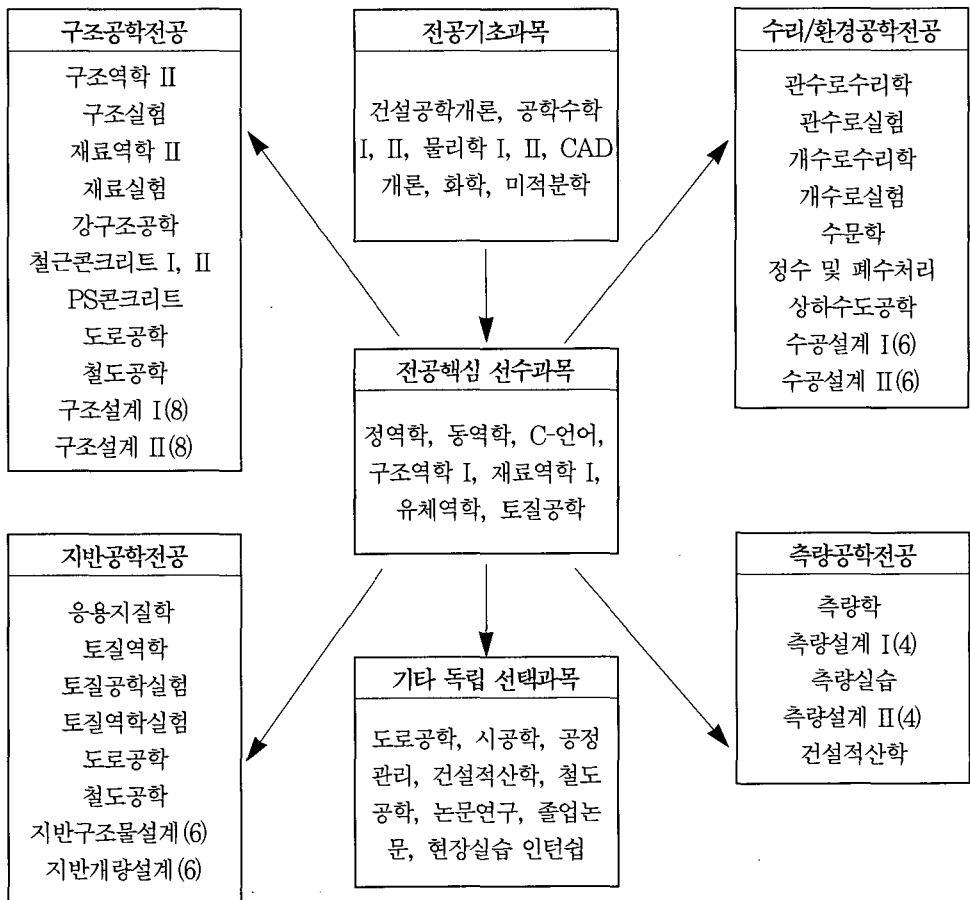 구조공학전공
구조역학 II
구조실험
재료역학 II
재료실험
강구조공학
철근콘크리트 I, II
PS콘크리트
도로공학
철도공학
구조설계 I(8)
구조설계 II(8)
전공기초과목
건설공학개론, 공학수학
I, II, 물리학 I, II, CAD
개론, 화학, 미적분학
수리/환경공학전공
관수로수리학
관수로실험
개수로수리학
개수로실험
수문학
정수 및 폐수처리
상하수도공학
수공설계 I(6)
수공설계 II(6)
전공핵심 선수과목
정역학, 동역학, C-언어,
구조역학 I, 재료역학 I,
유체역학, 토질공학
지반공학전공
응용지질학
토질역학
토질공학실험
토질역학실험
도로공학
철도공학
지반구조물설계(6)
지반개량설계(6)
기타 독립 선택과목
도로공학, 시공학, 공정
관리, 건설적산학, 철도
공학, 논문연구, 졸업논
문, 현장실습 인턴쉽
측량공학전공
측량학
측량설계 I(4)
측량실습
측량설계 II(4)
건설적산학